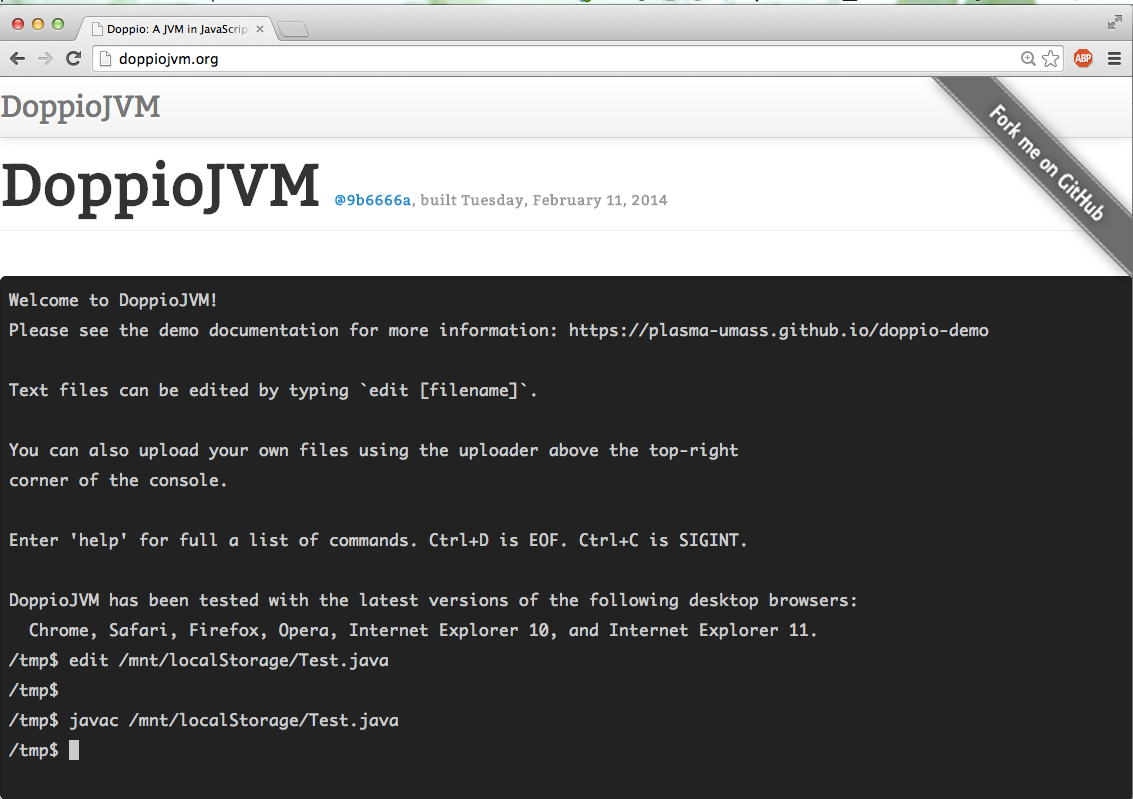 Doppio: A JVM in JavaScrip
doppiojvm.org
ABP
DoppioJVM
Fork me on GitHub
DoppioJVM @9b6666a, built Tuesday, February 11, 2014
Welcome to DoppioJVM!
Please see the demo documentation for more information: https://plasma-umass.github.io/doppio-demo
Text files can be edited by typing `edit [filename]`.
You can also upload your own files using the uploader above the top-right
corner of the console.
Enter 'help' for full a list of commands. Ctrl+D is EOF. Ctrl+C is SIGINT.
DoppioJVM has been tested with the latest versions of the following desktop browsers:
Chrome, Safari, Firefox, Opera, Internet Explorer 10, and Internet Explorer 11.
/tmp$ edit /mnt/localStorage/Test.java
/tmp$
/tmp$ javac /mnt/localStorage/Test.java
/tmp$